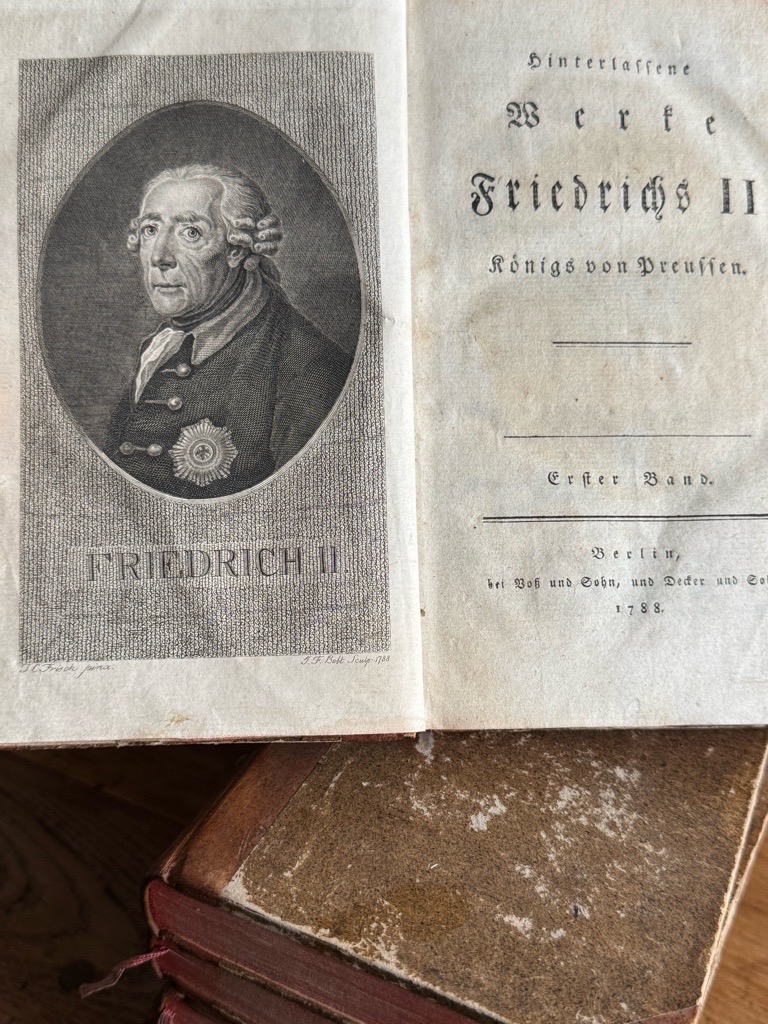 FRIEDRICH II.
J. C. Frisch pinx.
J. F. Bolt Sculp. 1788
Hinterlassene
Werke
Friedrichs II
Königs von Preussen.
Erster Band.
Berlin,
bei Voß und Sohn, und Decker und
1788.